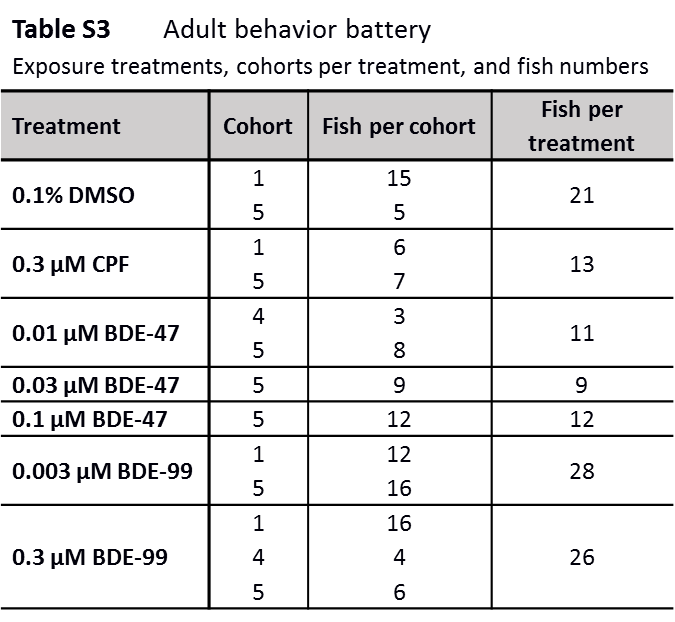 Table S3 Adult behavior battery
Exposure treatments, cohorts per treatment, and fish numbers
Treatment Cohort Fish per cohort Fish per treatment
0.1% DMSO 1 15 21
5 5
0.3 µM CPF 1 6 13
5 7
0.01 µM BDE-47 4 3 11
5 8
0.03 µM BDE-47 5 9 9
0.1 µM BDE-47 5 12 12
0.003 µM BDE-99 1 12 28
5 16
0.3 µM BDE-99 1 16 26
4 4
5 6